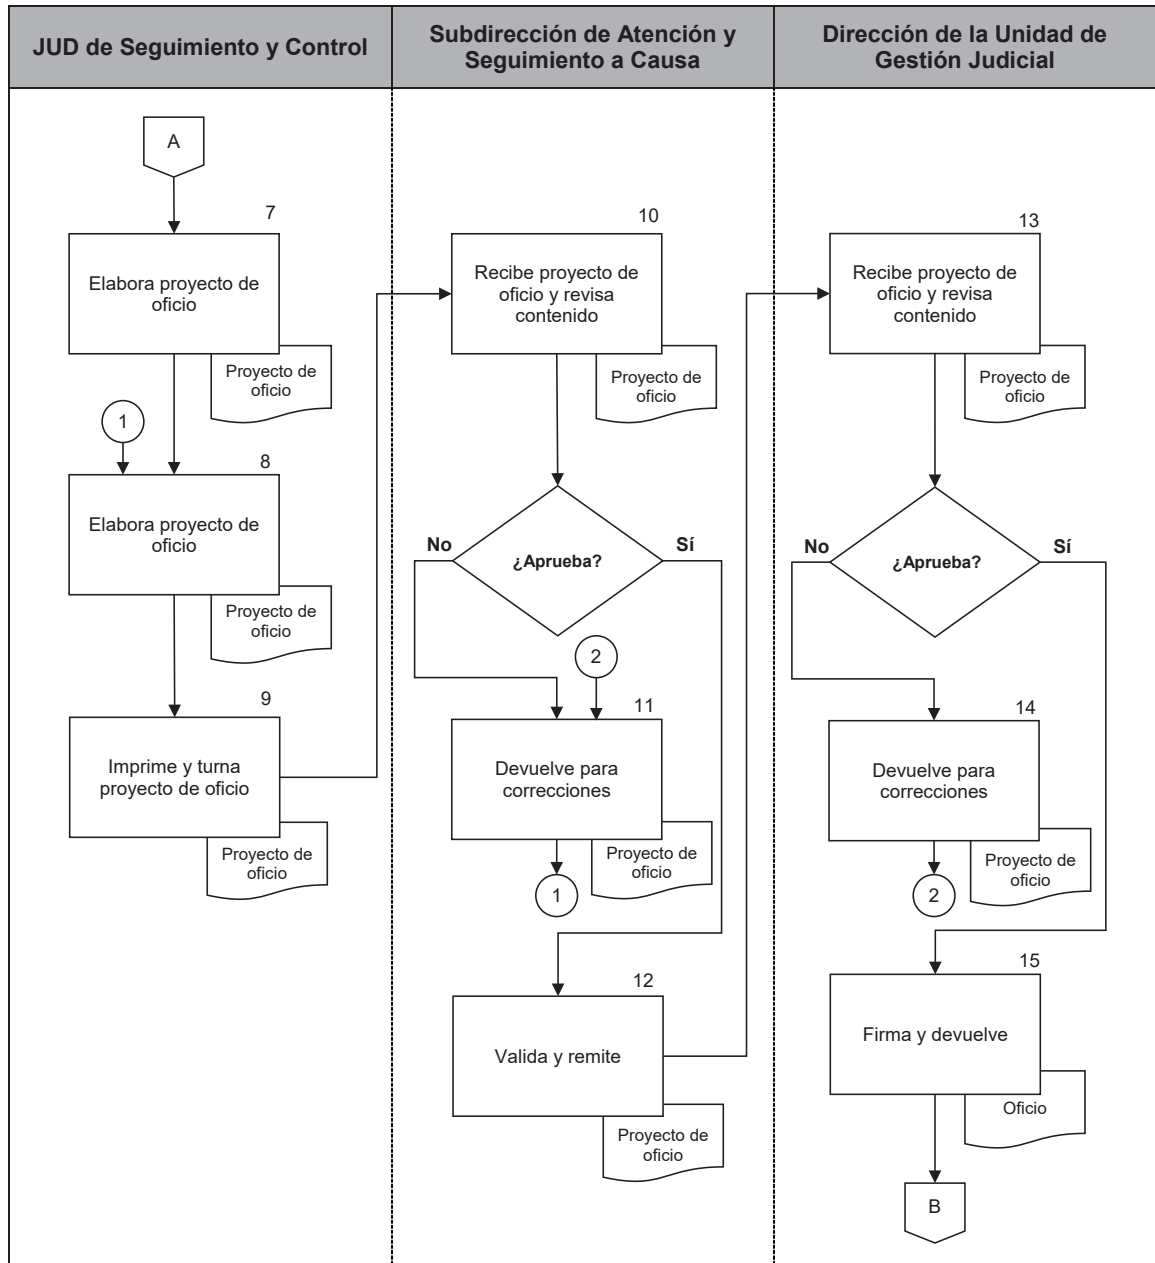 JUD de Seguimiento y Control
Subdirección de Atención y
Seguimiento a Causa
Dirección de la Unidad de
Gestión Judicial
A
7
Elabora proyecto de
oficio
Proyecto de
oficio
1
8
Elabora proyecto de
oficio
Proyecto de
oficio
9
Imprime y turna
proyecto de oficio
Proyecto de
oficio
10
Recibe proyecto de
oficio y revisa
contenido
Proyecto de
oficio
No
¿Aprueba?
Sí
2
11
Devuelve para
correcciones
Proyecto de
oficio
1
12
Valida y remite
Proyecto de
oficio
13
Recibe proyecto de
oficio y revisa
contenido
Proyecto de
oficio
No
¿Aprueba?
Sí
14
Devuelve para
correcciones
Proyecto de
oficio
2
15
Firma y devuelve
Oficio
B